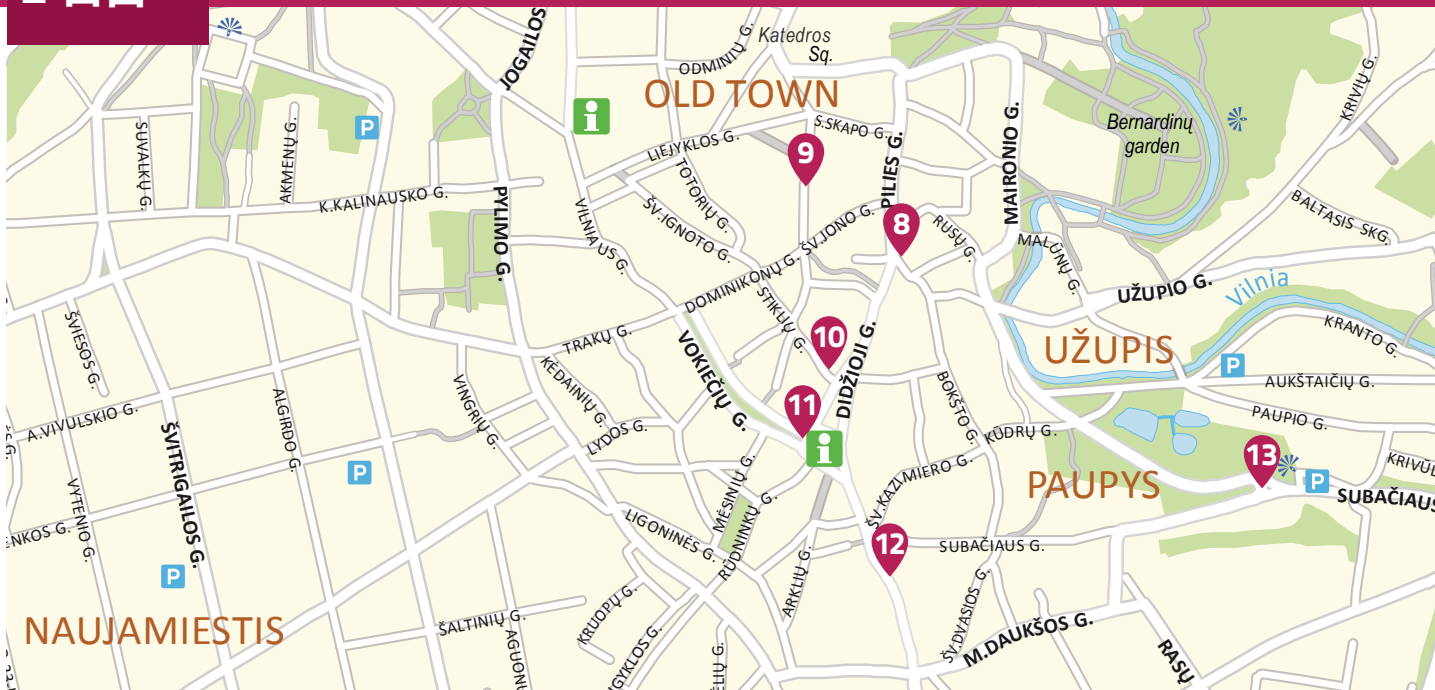 JOGAILOS
Katedros
Sq.
ODMINIŲ G.
OLD TOWN
KRIVIŲ G.
SUVALKŲ G.
AKMENŲ G.
P
i
LIEJYKLOS G.
S.SKAPO G.
9
PILIES G.
MAIRONIO G.
Bernardinų
garden
TOTORIŲ G.
K.KALINAUSKO G.
PYLIMO G.
VILNIAUS G.
ŠV.IGNOTO G.
ŠV.JONO G.
8
RUSŲ G.
BALTASIS SKG.
MALŪNŲ G.
DOMINIKONŲ G.
UŽUPIO G.
Vilnia
STIKLIŲ G.
ŠVIESOS G.
TRAKŲ G.
10
DIDŽIOJI G.
UŽUPIS
KRANTO G.
P
AUKŠTAIČIŲ G.
VOKIEČIŲ G.
KĖDAINIŲ G.
VINGRIŲ G.
BOKŠTO G.
A.VIVULSKIO G.
ALGIRDO G.
11
PAUPIO G.
ŠVITRIGAILOS G.
LYDOS G.
i
KŪDRŲ G.
13
P
P
MĖSINIŲ G.
ŠV.KAZIMIERO G.
PAUPYS
SUBAČIAUS
VYTENIO G.
LIGONINĖS G.
RŪDNINKŲ G.
12
SUBAČIAUS G.
P
ARKLIŲ G.
ŠV.DVASIOS G.
KRUOPŲ G.
NAUJAMIESTIS
ŠALTINIŲ G.
M.DAUKŠOS G.
RASŲ